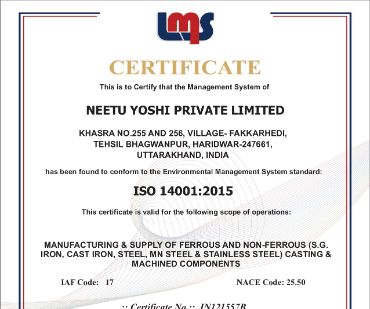 LMS
CERTIFICATE
This is to Certify that the Management System of
NEETU YOSHI PRIVATE LIMITED
KHASRA NO.255 AND 256, VILLAGE- FAKKARHEDI,
TEHSIL BHAGWANPUR, HARIDWAR-247661,
UTTARAKHAND, INDIA
has been found to conform to the Environmental Management System standard:
ISO 14001:2015
This certificate is valid for the following scope of operations:
MANUFACTURING & SUPPLY OF FERROUS AND NON-FERROUS (S.G.
IRON, CAST IRON, STEEL, MN STEEL & STAINLESS STEEL) CASTING &
MACHINED COMPONENTS
IAF Code: 17 NACE Code: 25.50
:: Certificate No :: IN121557B